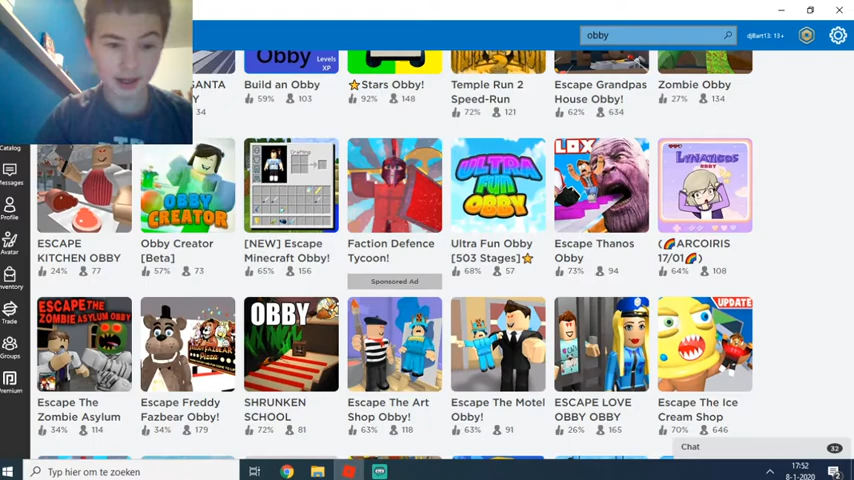 obby
djBart13: 13+
OBBY Levels
XP
ANTA
Build an Obby
⭐Stars Obby!
Temple Run 2
Escape Grandpas
Zombie Obby
Y
59% 103
92% 148
Speed-Run
House Obby!
27% 134
34
72% 121
62% 634
Catalog
Messages
Profile
Avatar
Inventory
Trade
Groups
Premium
OBBY
CREATOR
Crafting
ULTRA
FUN
OBBY
BLOX
LYNATICOS
ESCAPE
Obby Creator
[NEW] Escape
Faction Defence
Ultra Fun Obby
Escape Thanos
(🌈ARCOIRIS
KITCHEN OBBY
[Beta]
Minecraft Obby!
Tycoon!
[503 Stages]⭐
Obby
17/01🌈)
24% 77
57% 73
65% 156
Sponsored Ad
68% 57
73% 94
64% 108
ESCAPE THE
ZOMBIE ASYLUM OBBY
OBBY
UPDATE
Escape The
Escape Freddy
SHRUNKEN
Escape The Art
Escape The Motel
ESCAPE LOVE
Escape The Ice
Zombie Asylum
Fazbear Obby!
SCHOOL
Shop Obby!
Obby!
OBBY OBBY
Cream Shop
34% 114
34% 179
72% 81
63% 118
63% 91
26% 165
70% 646
Chat 32
Typ hier om te zoeken
17:52
8-1-2020
2